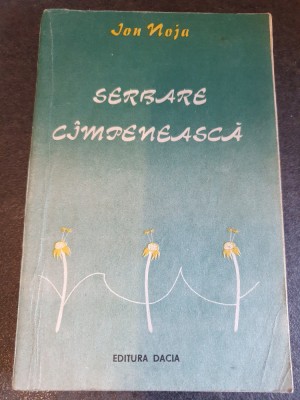 Ion Noja
SERBARE
CÎMPENEASCĂ
EDITURA DACIA